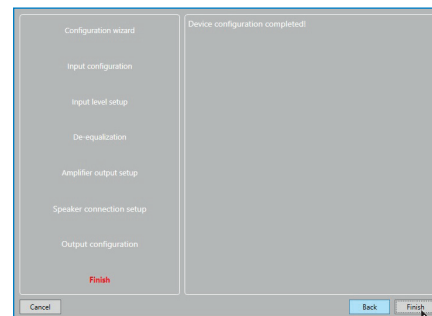 Configuration wizard
Device configuration completed!
Input configuration
Input level setup
De-equalization
Amplifier output setup
Speaker connection setup
Output configuration
Finish
Cancel
Back
Finish